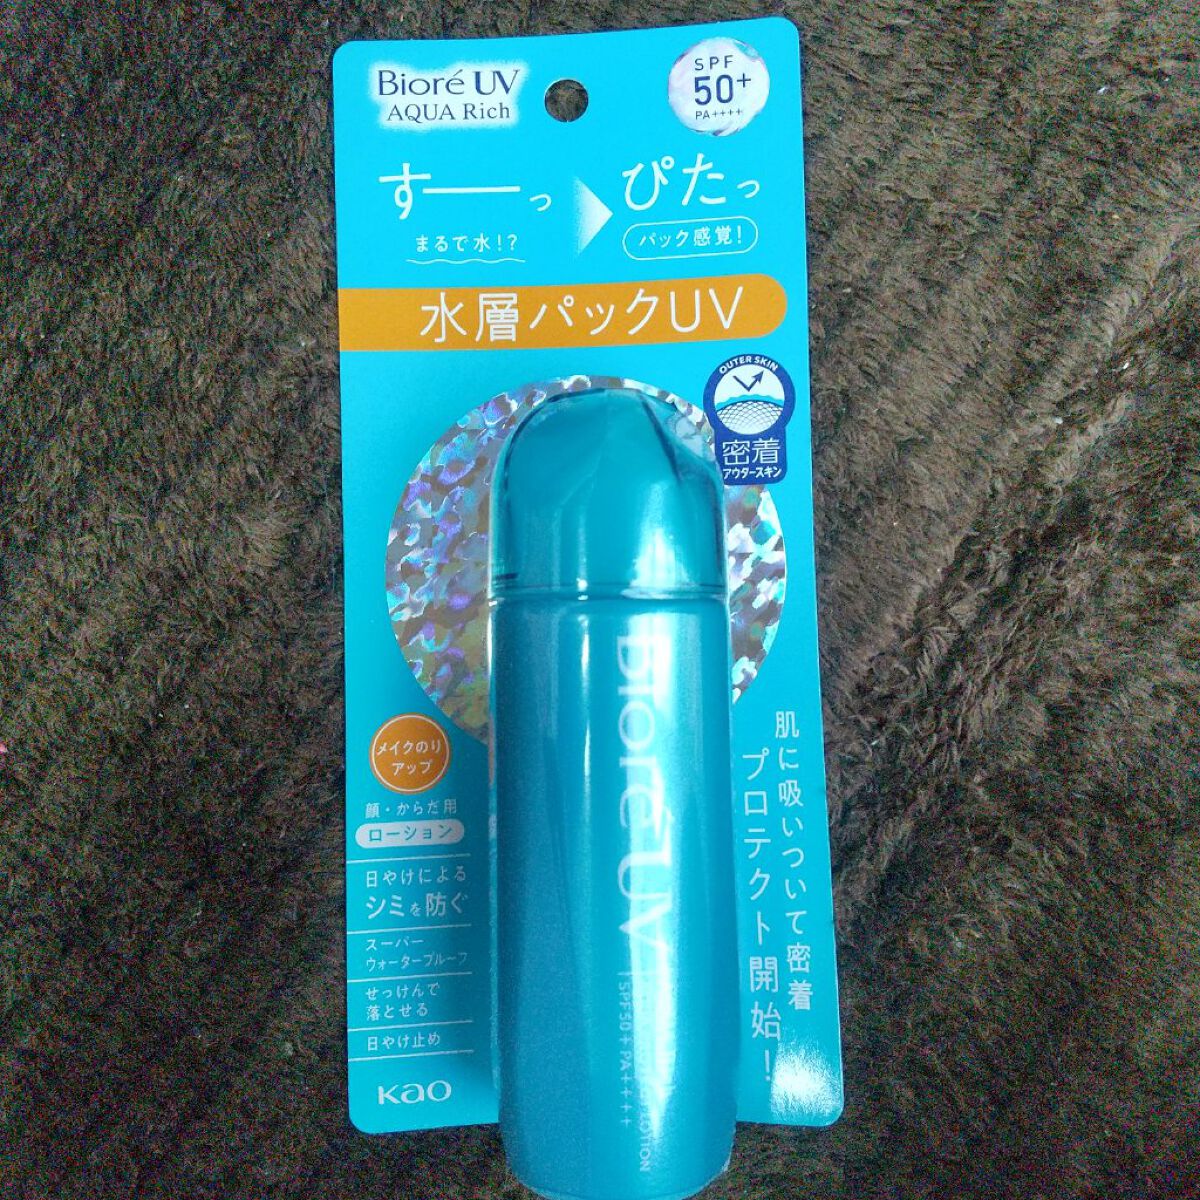 Bioré UV
AQUA Rich
SPF
50+
PA++++
すーっ
まるで水!?
ぴたっ
パック感覚!
水層パックUV
OUTER SKIN
密着
アウタースキン
メイクのり
アップ
顔・からだ用
ローション
日やけによる
シミを防ぐ
スーパー
ウォータープルーフ
せっけんで
落とせる
日やけ止め
Kao
肌に吸いついて密着
プロテクト開始!
Bioré UV
SPF50+PA++++